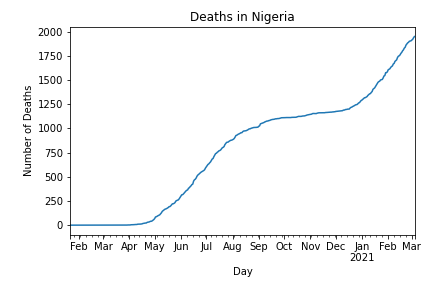 Deaths in Nigeria
Number of Deaths
2000
1750
1500
1250
1000
750
500
250
0
Feb Mar Apr May Jun Jul Aug Sep Oct Nov Dec Jan Feb Mar
2021
Day